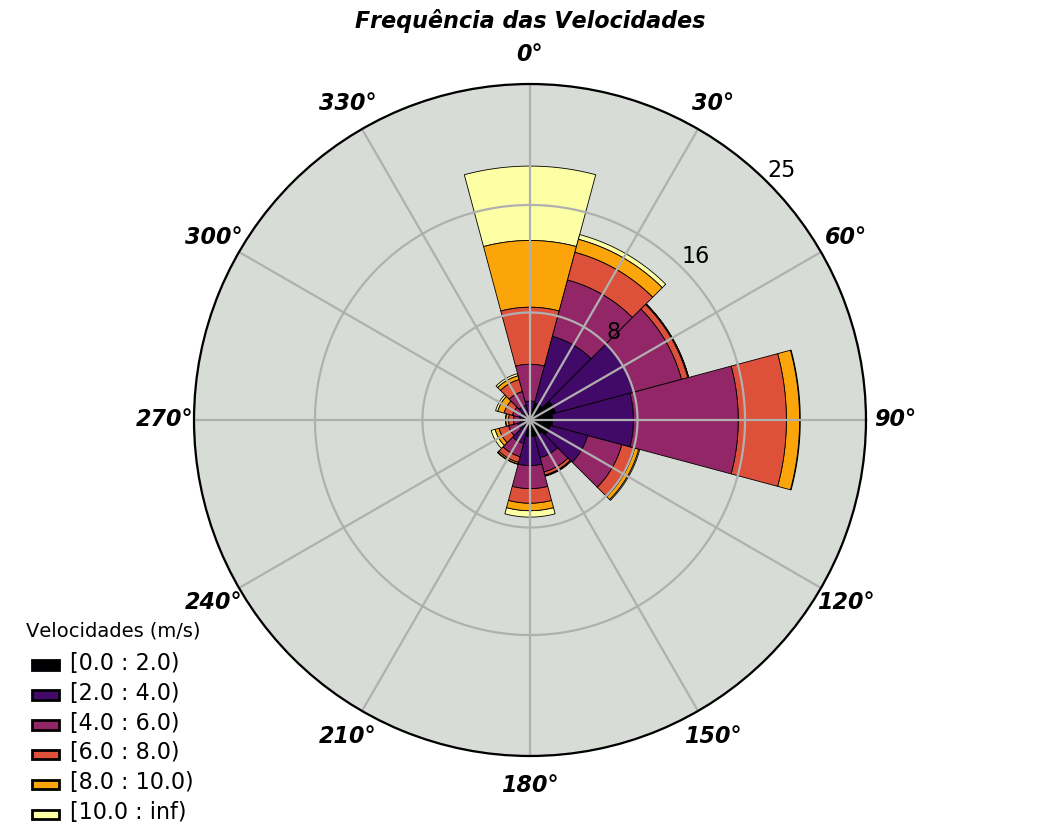 Frequência das Velocidades
0°
30°
60°
90°
120°
150°
180°
210°
240°
270°
300°
330°
8
16
25
Velocidades (m/s)
[0.0 : 2.0)
[2.0 : 4.0)
[4.0 : 6.0)
[6.0 : 8.0)
[8.0 : 10.0)
[10.0 : inf)